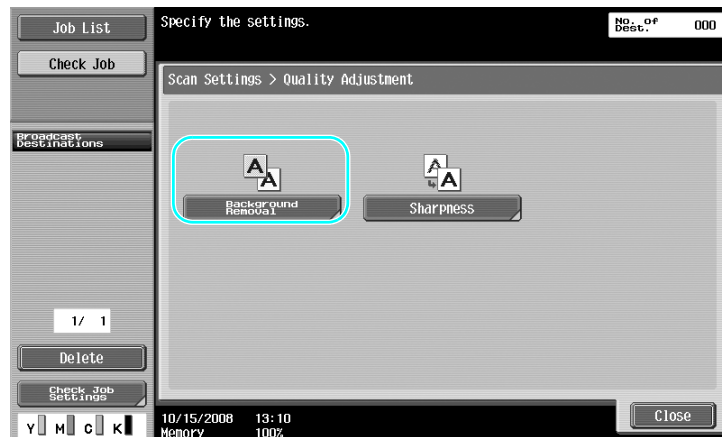 Job List
Check Job
Broadcast
Destinations
1/ 1
Delete
Check Job
Settings
Y M C K
Specify the settings.
No. of
Dest.
000
Scan Settings > Quality Adjustment
A
A
Background
Removal
A
A
Sharpness
10/15/2008 13:10
Memory 100%
Close